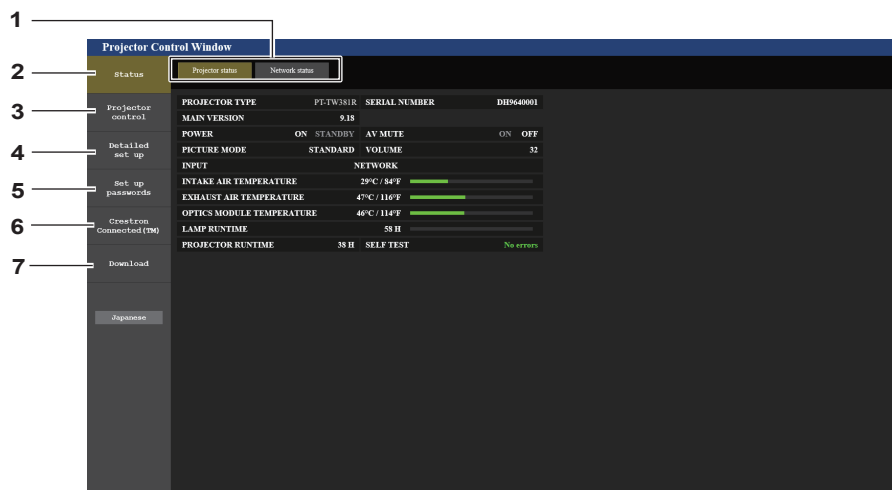 1
Projector Control Window
2
Status
Projector status Network status
3
Projector
control
4
Detailed
set up
5
Set up
passwords
6
Crestron
Connected(TM)
7
Download
Japanese
PROJECTOR TYPE PT-TW381R SERIAL NUMBER DH9640001
MAIN VERSION 9.18
POWER ON STANDBY AV MUTE ON OFF
PICTURE MODE STANDARD VOLUME 32
INPUT NETWORK
INTAKE AIR TEMPERATURE 29°C / 84°F
EXHAUST AIR TEMPERATURE 47°C / 116°F
OPTICS MODULE TEMPERATURE 46°C / 114°F
LAMP RUNTIME 58 H
PROJECTOR RUNTIME 38 H SELF TEST No errors